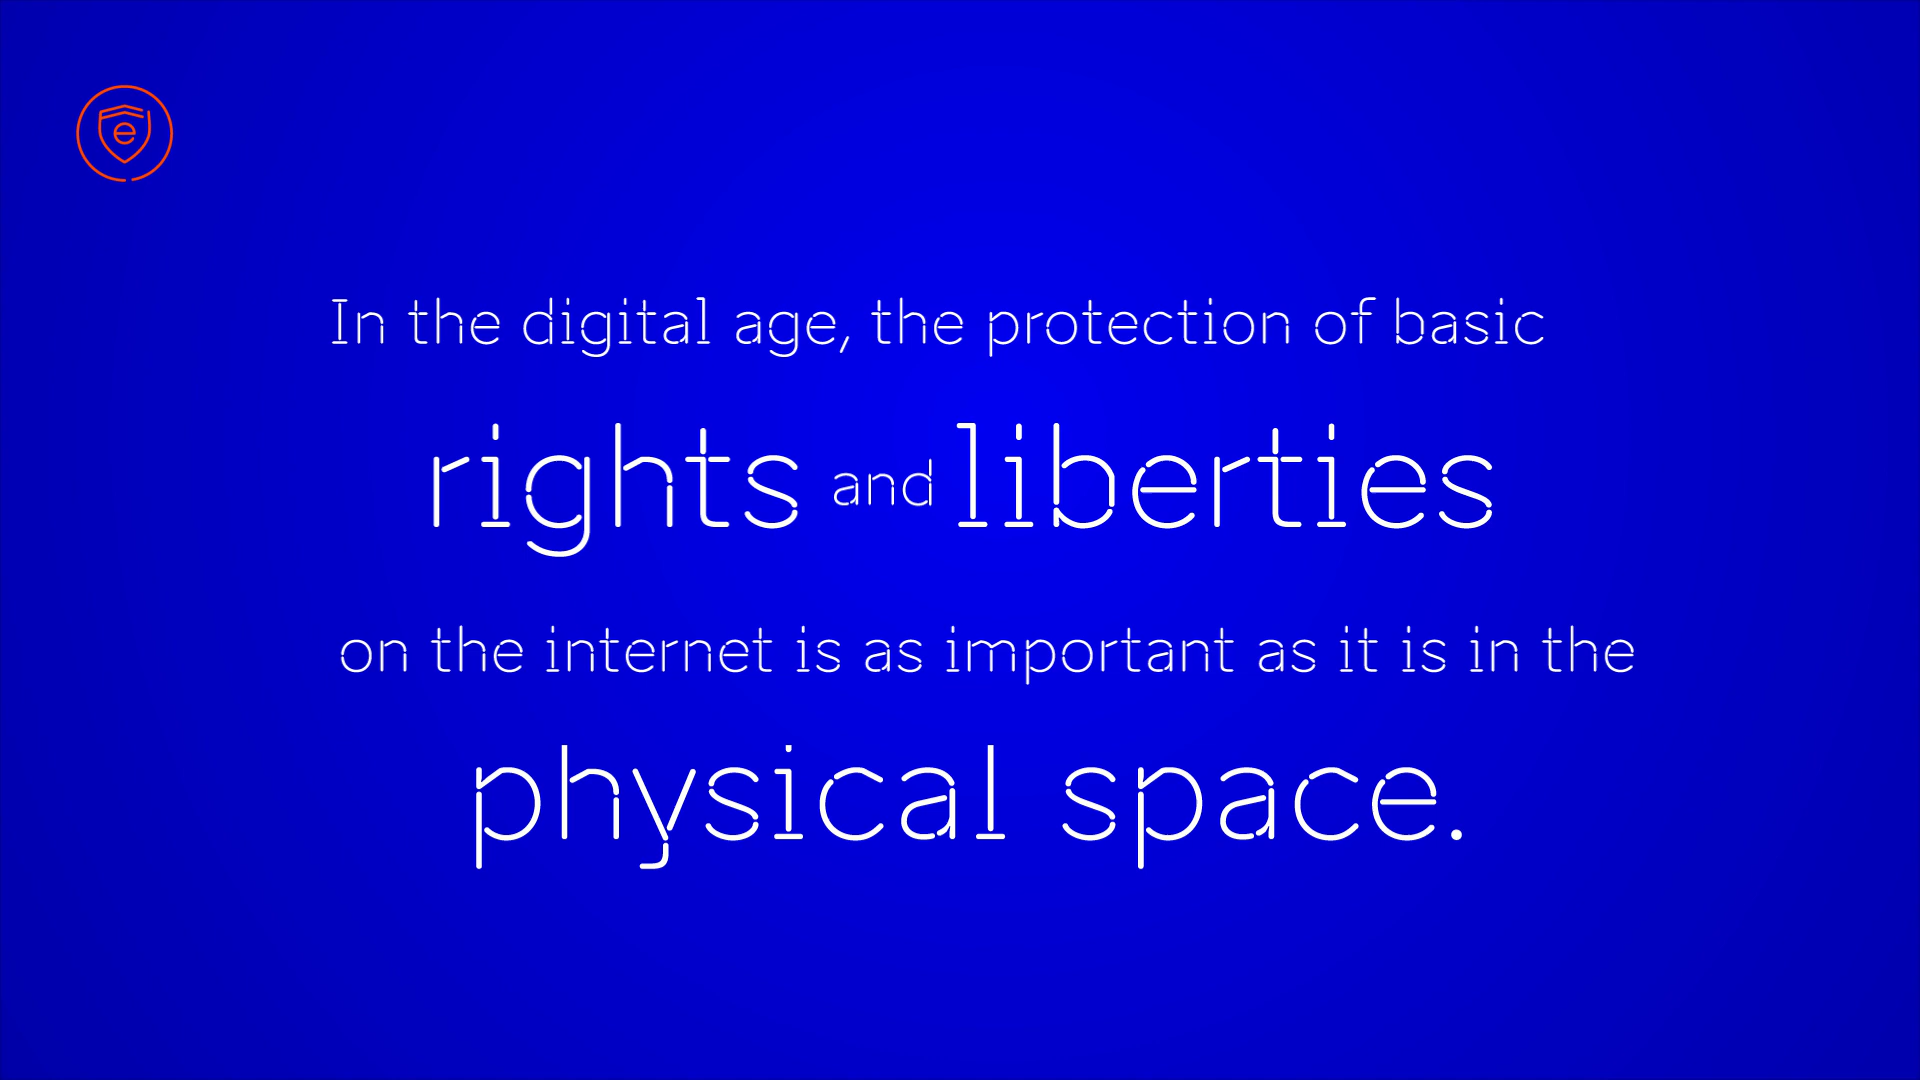 e
In the digital age, the protection of basic
rights and liberties
on the internet is as important as it is in the
physical space.